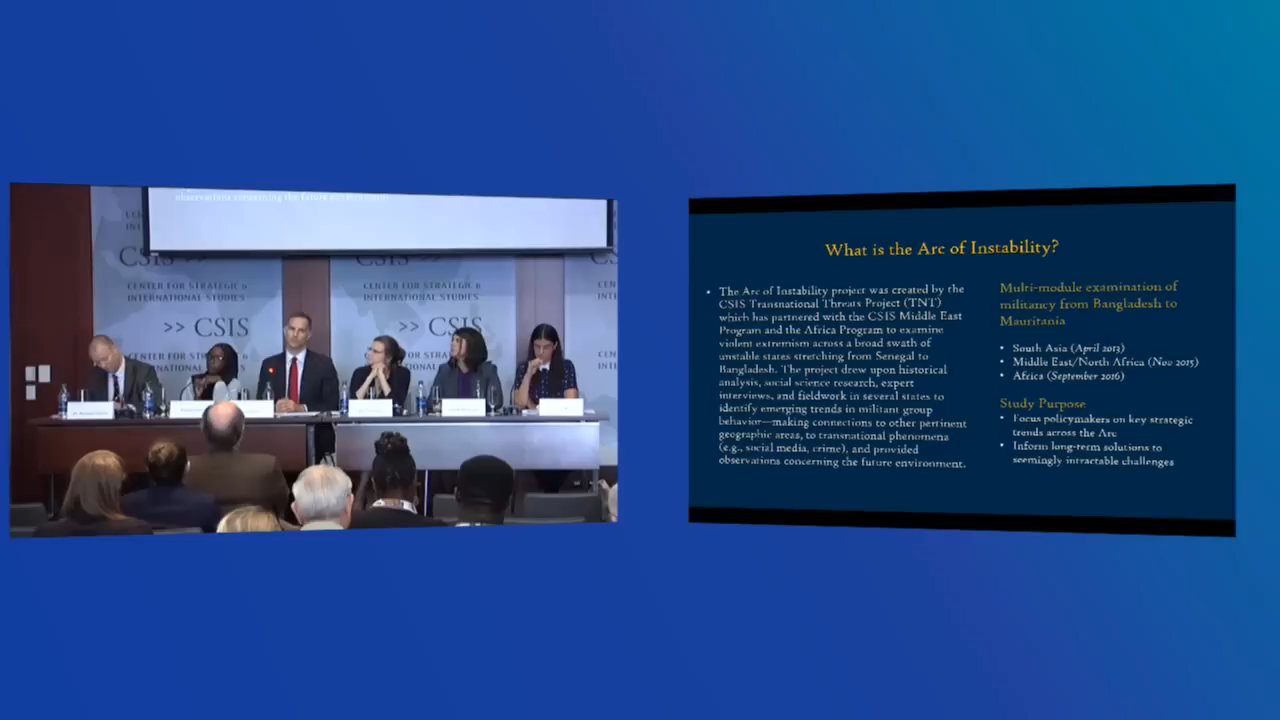 observations concerning the future environment.
CSIS >>
CSIS >>
CENTER FOR STRATEGIC &
INTERNATIONAL STUDIES
CENTER FOR STRATEGIC &
INTERNATIONAL STUDIES
>> CSIS
>> CSIS
What is the Arc of Instability?
• The Arc of Instability project was created by the
CSIS Transnational Threats Project (TNT)
which has partnered with the CSIS Middle East
Program and the Africa Program to examine
violent extremism across a broad swath of
unstable states stretching from Senegal to
Bangladesh. The project drew upon historical
analysis, social science research, expert
interviews, and fieldwork in several states to
identify emerging trends in militant group
behavior—making connections to other pertinent
geographic areas, to transnational phenomena
(e.g., social media, crime), and provided
observations concerning the future environment.
Multi-module examination of
militancy from Bangladesh to
Mauritania
• South Asia (April 2013)
• Middle East/North Africa (Nov 2015)
• Africa (September 2016)
Study Purpose
• Focus policymakers on key strategic
trends across the Arc
• Inform long-term solutions to
seemingly intractable challenges